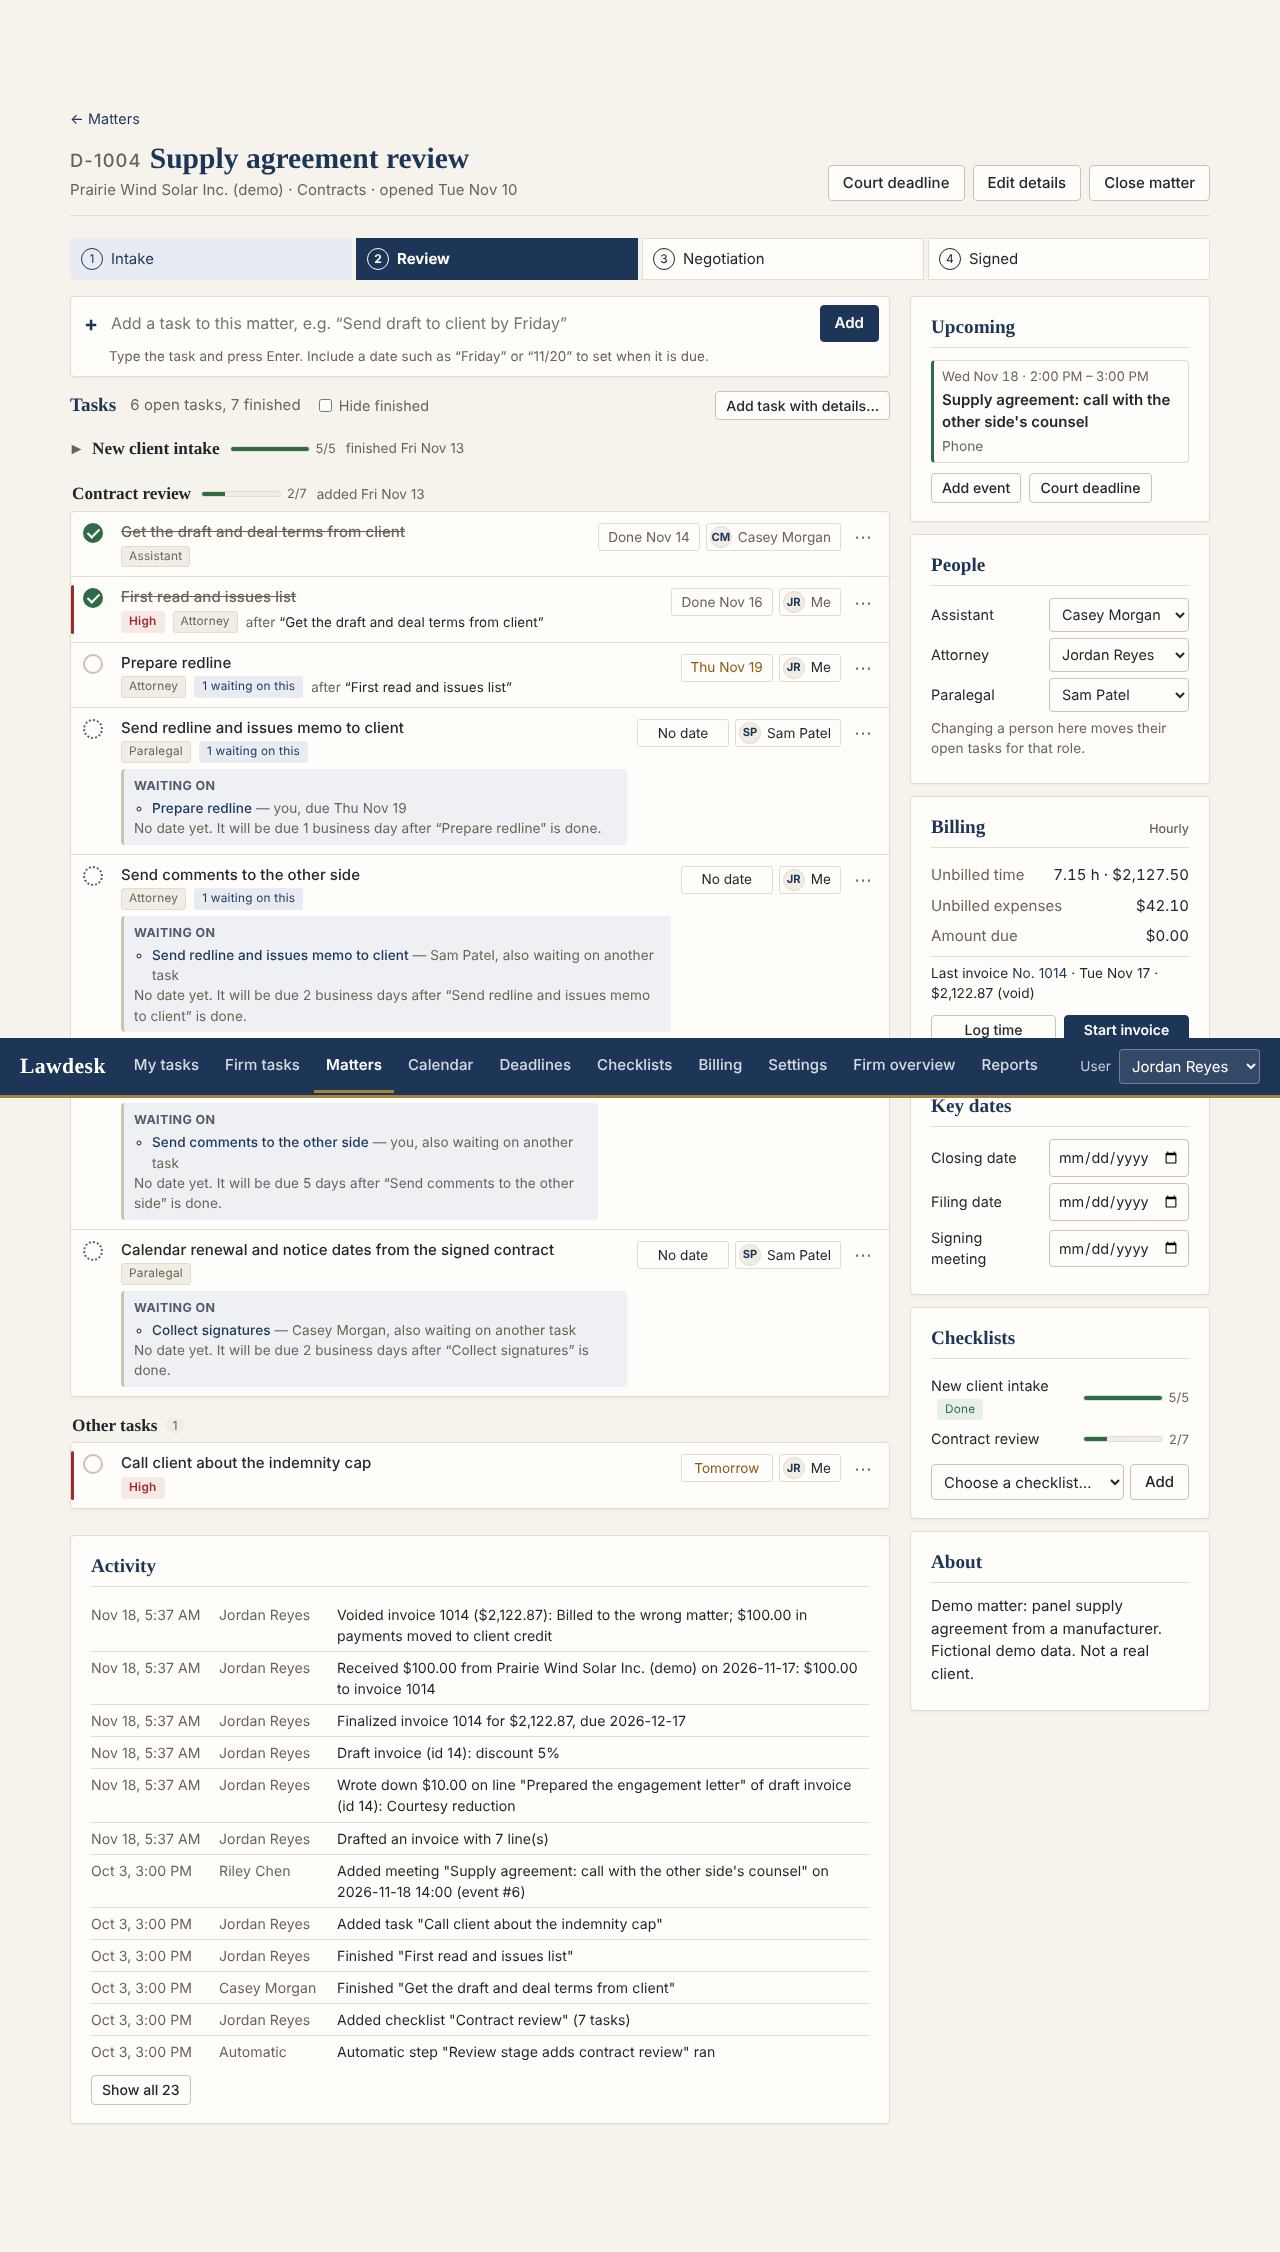 ← Matters
D-1004 Supply agreement review
Prairie Wind Solar Inc. (demo) · Contracts · opened Tue Nov 10
Court deadline
Edit details
Close matter
1 Intake
2 Review
3 Negotiation
4 Signed
+ Add a task to this matter, e.g. “Send draft to client by Friday”
Add
Type the task and press Enter. Include a date such as “Friday” or “11/20” to set when it is due.
Tasks 6 open tasks, 7 finished Hide finished
Add task with details…
▶ New client intake 5/5 finished Fri Nov 13
Contract review 2/7 added Fri Nov 13
Get the draft and deal terms from client
Done Nov 14 CM Casey Morgan ⋯
Assistant
First read and issues list
Done Nov 16 JR Me ⋯
High Attorney after “Get the draft and deal terms from client”
Prepare redline
Thu Nov 19 JR Me ⋯
Attorney 1 waiting on this after “First read and issues list”
Send redline and issues memo to client
No date SP Sam Patel ⋯
Paralegal 1 waiting on this
WAITING ON
Prepare redline — you, due Thu Nov 19
No date yet. It will be due 1 business day after “Prepare redline” is done.
Send comments to the other side
No date JR Me ⋯
Attorney 1 waiting on this
WAITING ON
Send redline and issues memo to client — Sam Patel, also waiting on another
task
No date yet. It will be due 2 business days after “Send redline and issues memo
to client” is done.
Upcoming
Wed Nov 18 · 2:00 PM – 3:00 PM
Supply agreement: call with the
other side's counsel
Phone
Add event
Court deadline
People
Assistant Casey Morgan
Attorney Jordan Reyes
Paralegal Sam Patel
Changing a person here moves their
open tasks for that role.
Billing Hourly
Unbilled time 7.15 h · $2,127.50
Unbilled expenses $42.10
Amount due $0.00
Last invoice No. 1014 · Tue Nov 17 ·
$2,122.87 (void)
Log time
Start invoice
Lawdesk My tasks Firm tasks Matters Calendar Deadlines Checklists Billing Settings Firm overview Reports User Jordan Reyes
WAITING ON
Send comments to the other side — you, also waiting on another
task
No date yet. It will be due 5 days after “Send comments to the other
side” is done.
Calendar renewal and notice dates from the signed contract
No date SP Sam Patel ⋯
Paralegal
WAITING ON
Collect signatures — Casey Morgan, also waiting on another task
No date yet. It will be due 2 business days after “Collect signatures” is
done.
Other tasks 1
Call client about the indemnity cap
Tomorrow JR Me ⋯
High
Key dates
Closing date mm/dd/yyyy
Filing date mm/dd/yyyy
Signing
meeting
mm/dd/yyyy
Checklists
New client intake
Done
5/5
Contract review 2/7
Choose a checklist…
Add
About
Demo matter: panel supply
agreement from a manufacturer.
Fictional demo data. Not a real
client.
Activity
Nov 18, 5:37 AM Jordan Reyes Voided invoice 1014 ($2,122.87): Billed to the wrong matter; $100.00 in
payments moved to client credit
Nov 18, 5:37 AM Jordan Reyes Received $100.00 from Prairie Wind Solar Inc. (demo) on 2026-11-17: $100.00
to invoice 1014
Nov 18, 5:37 AM Jordan Reyes Finalized invoice 1014 for $2,122.87, due 2026-12-17
Nov 18, 5:37 AM Jordan Reyes Draft invoice (id 14): discount 5%
Nov 18, 5:37 AM Jordan Reyes Wrote down $10.00 on line "Prepared the engagement letter" of draft invoice
(id 14): Courtesy reduction
Nov 18, 5:37 AM Jordan Reyes Drafted an invoice with 7 line(s)
Oct 3, 3:00 PM Riley Chen Added meeting "Supply agreement: call with the other side's counsel" on
2026-11-18 14:00 (event #6)
Oct 3, 3:00 PM Jordan Reyes Added task "Call client about the indemnity cap"
Oct 3, 3:00 PM Jordan Reyes Finished "First read and issues list"
Oct 3, 3:00 PM Casey Morgan Finished "Get the draft and deal terms from client"
Oct 3, 3:00 PM Jordan Reyes Added checklist "Contract review" (7 tasks)
Oct 3, 3:00 PM Automatic Automatic step "Review stage adds contract review" ran
Show all 23